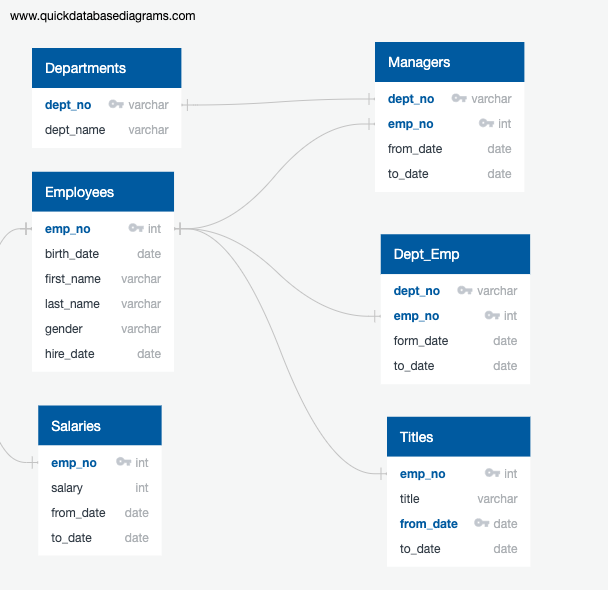 www.quickdatabasediagrams.com
Departments
dept_no varchar
dept_name varchar
Employees
emp_no int
birth_date date
first_name varchar
last_name varchar
gender varchar
hire_date date
Salaries
emp_no int
salary int
from_date date
to_date date
Managers
dept_no varchar
emp_no int
from_date date
to_date date
Dept_Emp
dept_no varchar
emp_no int
form_date date
to_date date
Titles
emp_no int
title varchar
from_date date
to_date date